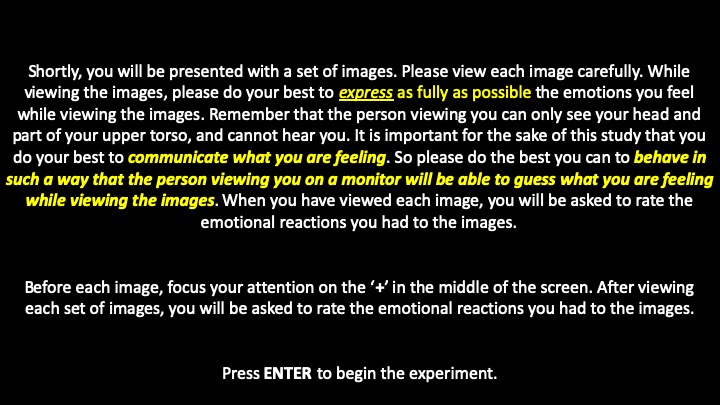 Shortly, you will be presented with a set of images. Please view each image carefully. While
viewing the images, please do your best to express as fully as possible the emotions you feel
while viewing the images. Remember that the person viewing you can only see your head and
part of your upper torso, and cannot hear you. It is important for the sake of this study that you
do your best to communicate what you are feeling. So please do the best you can to behave in
such a way that the person viewing you on a monitor will be able to guess what you are feeling
while viewing the images. When you have viewed each image, you will be asked to rate the
emotional reactions you had to the images.
Before each image, focus your attention on the ‘+’ in the middle of the screen. After viewing
each set of images, you will be asked to rate the emotional reactions you had to the images.
Press ENTER to begin the experiment.